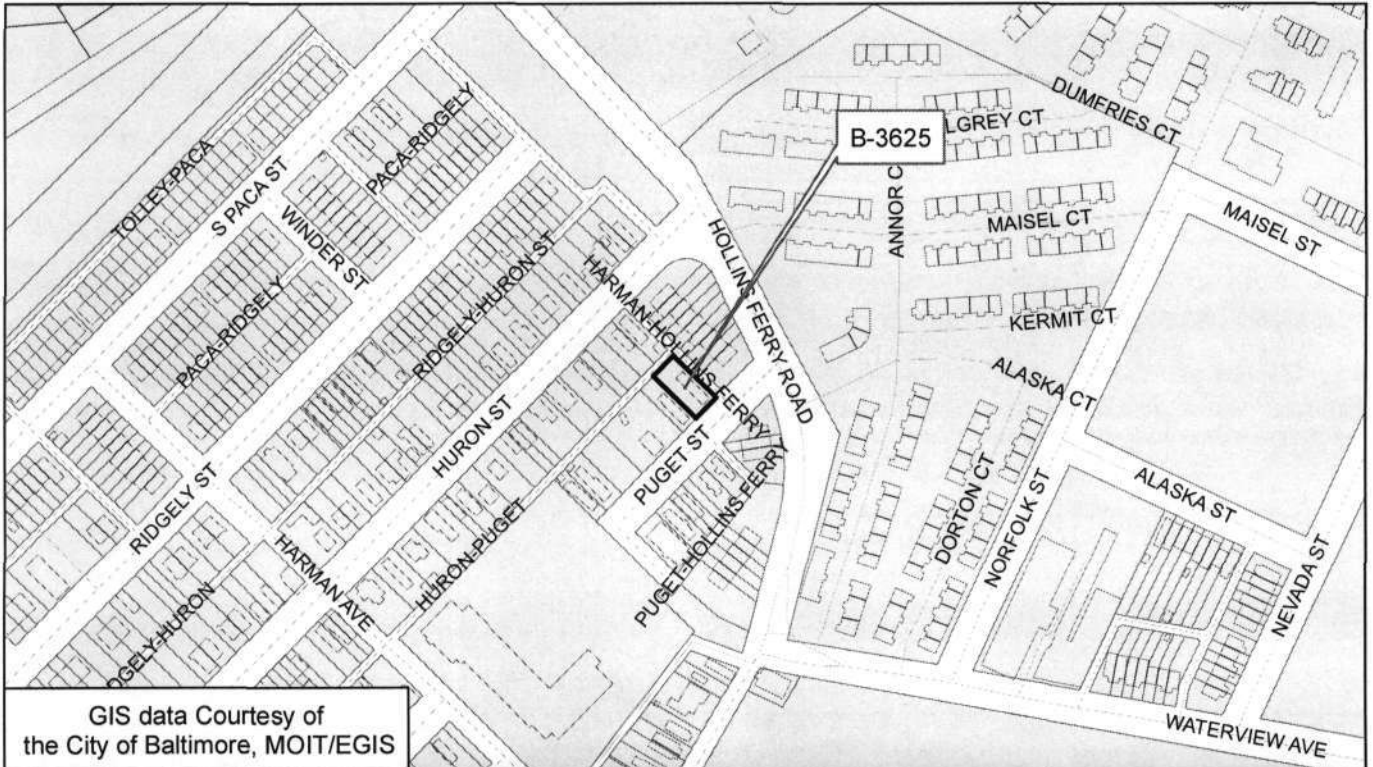 DUMFRIES CT
LGREY CT
B-3625
PACA-RIDGELY
TOLLEY-PACA
S PACA ST
WINDER ST
MAISEL ST
MAISEL CT
ANNOR C
HOLLINS FERRY ROAD
RIDGELY-HURON ST
HARMAN-HOLLINS FERRY
PACA-RIDGELY
KERMIT CT
ALASKA CT
HURON ST
PUGET ST
PUGET-HOLLINS FERRY
ALASKA ST
DORTON CT
NORFOLK ST
RIDGELY ST
HURON-PUGET
HARMAN AVE
NEVADA ST
DGELY-HURON
WATERVIEW AVE
GIS data Courtesy of
the City of Baltimore, MOIT/EGIS